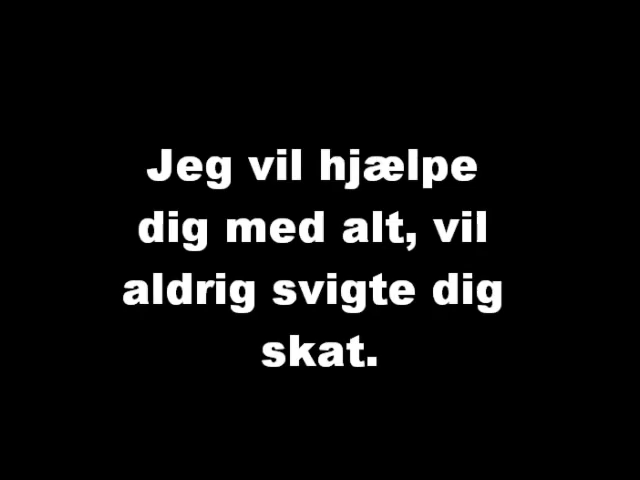 Jeg vil hjælpe
dig med alt, vil
aldrig svigte dig
skat.